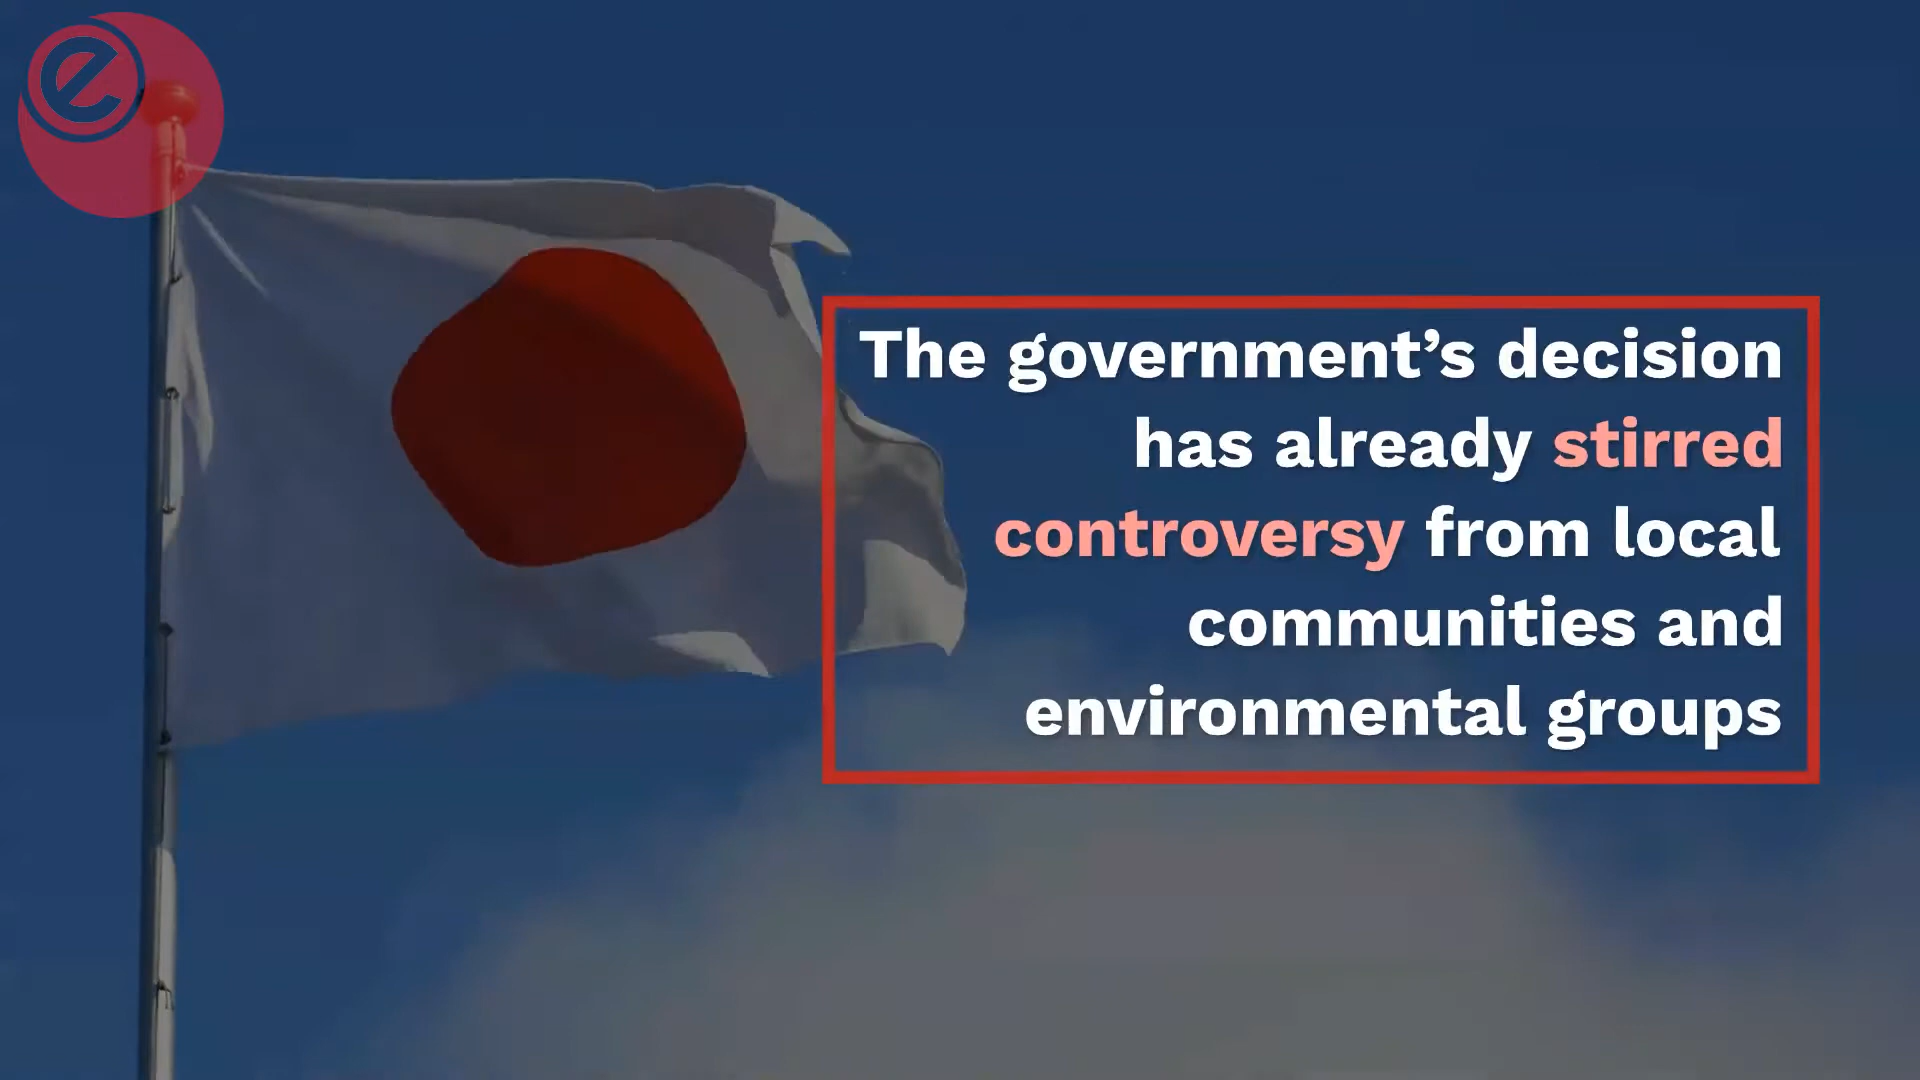 e
The government’s decision
has already stirred
controversy from local
communities and
environmental groups